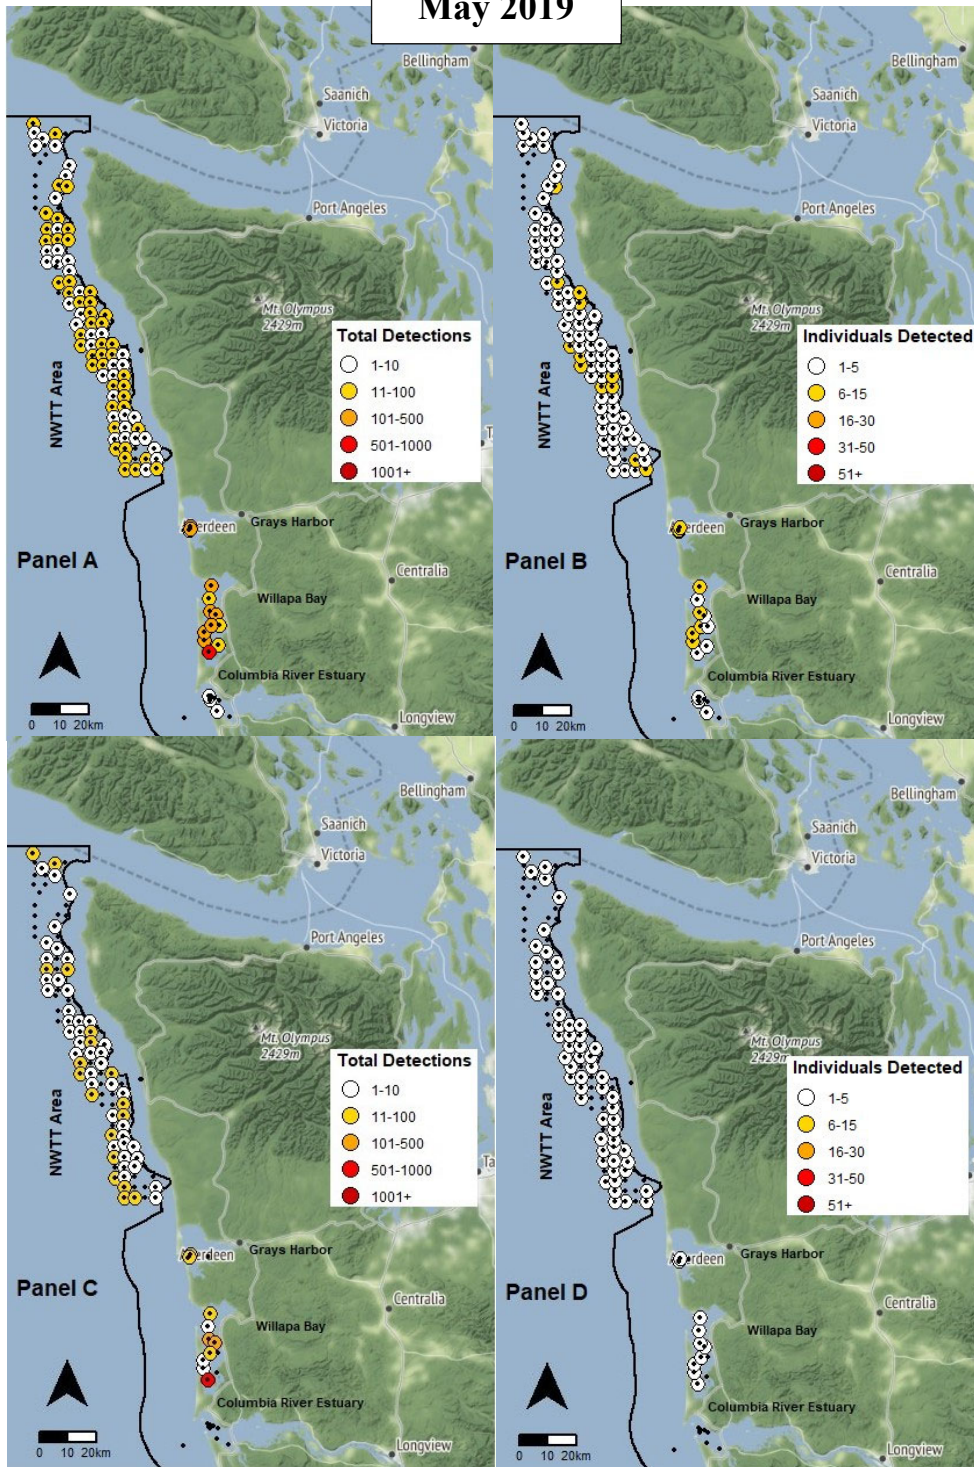 May 2019
Bellingham
Saanich
Victoria
Port Angeles
Mt. Olympus
2429m
Total Detections
1-10
11-100
101-500
501-1000
1001+
NWTT Area
Aberdeen
Grays Harbor
Panel A
Centralia
Willapa Bay
Columbia River Estuary
0 10 20km
Longview
Bellingham
Saanich
Victoria
Port Angeles
Mt. Olympus
2429m
Individuals Detected
1-5
6-15
16-30
31-50
51+
NWTT Area
Aberdeen
Grays Harbor
Panel B
Centralia
Willapa Bay
Columbia River Estuary
0 10 20km
Longview
Bellingham
Saanich
Victoria
Port Angeles
Mt. Olympus
2429m
Total Detections
1-10
11-100
101-500
501-1000
1001+
NWTT Area
Ta
Aberdeen
Grays Harbor
Panel C
Centralia
Willapa Bay
Columbia River Estuary
0 10 20km
Longview
Bellingham
Saanich
Victoria
Port Angeles
Mt. Olympus
2429m
Individuals Detected
1-5
6-15
16-30
31-50
51+
NWTT Area
Aberdeen
Grays Harbor
Panel D
Centralia
Willapa Bay
Columbia River Estuary
0 10 20km
Longview